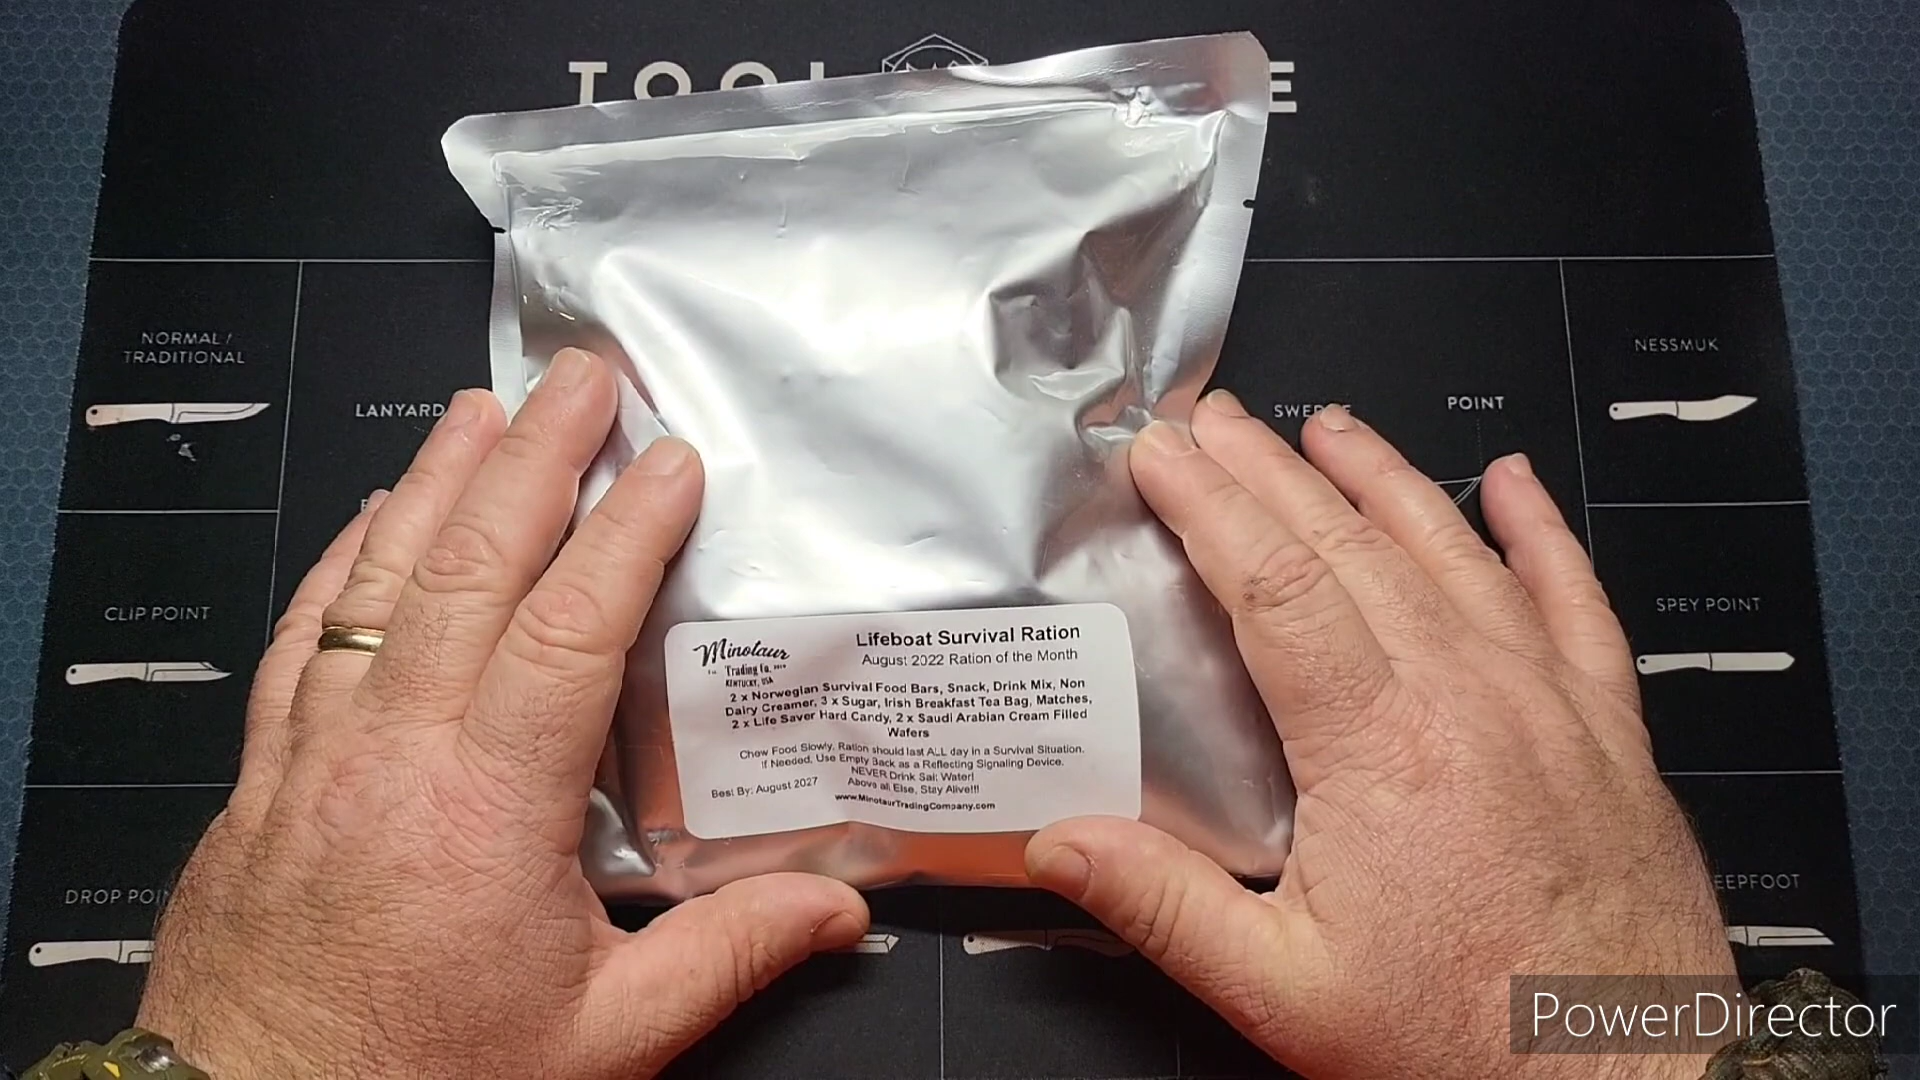 TOOL E
NORMAL /
TRADITIONAL
LANYARD
POINT
NESSMUK
CLIP POINT
SPEY POINT
Minotaur
Trading Co.
KENTUCKY, USA
Lifeboat Survival Ration
August 2022 Ration of the Month
2 x Norwegian Survival Food Bars, Snack, Drink Mix, Non
Dairy Creamer, 3 x Sugar, Irish Breakfast Tea Bag, Matches,
2 x Life Saver Hard Candy, 2 x Saudi Arabian Cream Filled
Wafers
Chew Food Slowly, Ration should last ALL day in a Survival Situation.
If Needed, Use Empty Back as a Reflecting Signaling Device.
NEVER Drink Salt Water!
Above all Else, Stay Alive!!!
Best By: August 2027
www.MinotaurTradingCompany.com
DROP POIN
EEPFOOT
PowerDirector